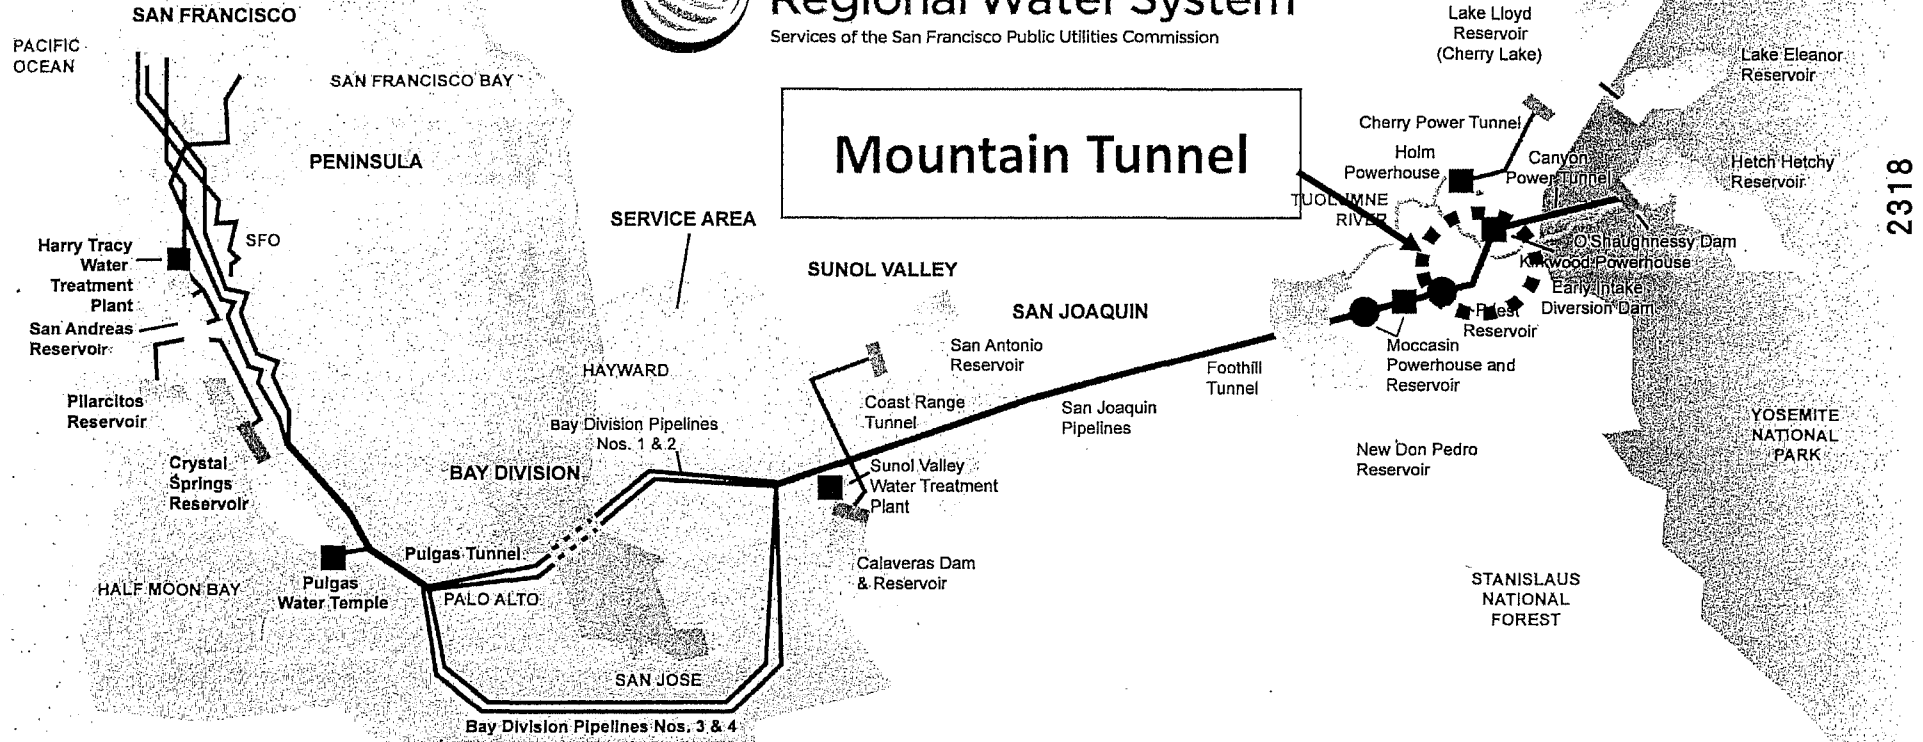 SAN FRANCISCO
Regional Water System
Services of the San Francisco Public Utilities Commission
PACIFIC
OCEAN
SAN FRANCISCO BAY
PENINSULA
Mountain Tunnel
Lake Lloyd
Reservoir
(Cherry Lake)
Lake Eleanor
Reservoir
Cherry Power Tunnel
Holm
Powerhouse
Canyon
Power Tunnel
Hetch Hetchy
Reservoir
2318
TUOLUMNE
RIVER
SERVICE AREA
SFO
Harry Tracy
Water
Treatment
Plant
SUNOL VALLEY
O'Shaughnessy Dam
Kirkwood Powerhouse
Early Intake
Diversion Dam
SAN JOAQUIN
Priest
Reservoir
San Andreas
Reservoir
San Antonio
Reservoir
Moccasin
Powerhouse and
Reservoir
HAYWARD
Foothill
Tunnel
Pilarcitos
Reservoir
Coast Range
Tunnel
San Joaquin
Pipelines
Bay Division Pipelines
Nos. 1 & 2
YOSEMITE
NATIONAL
PARK
New Don Pedro
Reservoir
Crystal
Springs
Reservoir
BAY DIVISION
Sunol Valley
Water Treatment
Plant
Pulgas Tunnel
Calaveras Dam
& Reservoir
HALF MOON BAY
Pulgas
Water Temple
PALO ALTO
STANISLAUS
NATIONAL
FOREST
SAN JOSE
Bay Division Pipelines Nos. 3 & 4